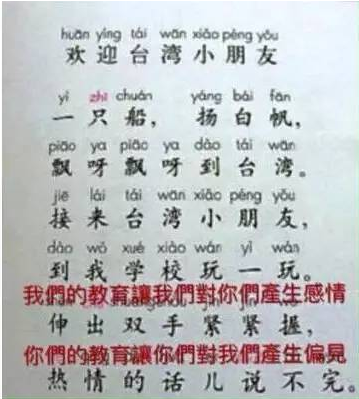 huān yíng tái wān xiǎo péng yǒu
欢迎台湾小朋友
yì zhī chuán yáng bái fān
一只船，扬白帆，
piāo ya piāo ya dào tái wān
飘呀飘呀到台湾。
jiē lái tái wān xiǎo péng yǒu
接来台湾小朋友，
dào wǒ xué xiào wán yì wán
到我学校玩一玩。
我們的教育讓我們對你們產生感情
伸出双手紧紧握，
你們的教育讓你們對我們產生偏見
热情的话儿说不完。